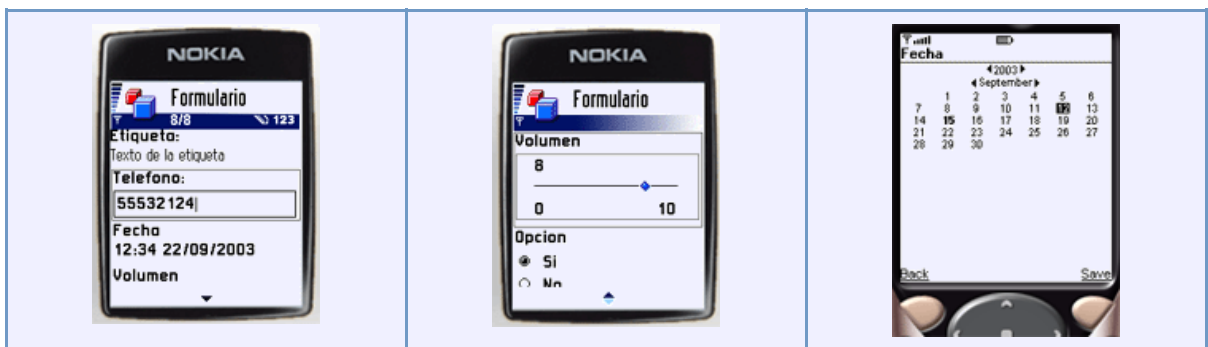 NOKIA
Formulario
8/8 123
Etiqueta:
Texto de la etiqueta
Telefono:
55532124
Fecha
12:34 22/09/2003
Volumen
NOKIA
Formulario
Volumen
8
0 10
Opcion
Si
No
Fecha
2003
September
1 2 3 4 5 6
7 8 9 10 11 12 13
14 15 16 17 18 19 20
21 22 23 24 25 26 27
28 29 30
Back Save